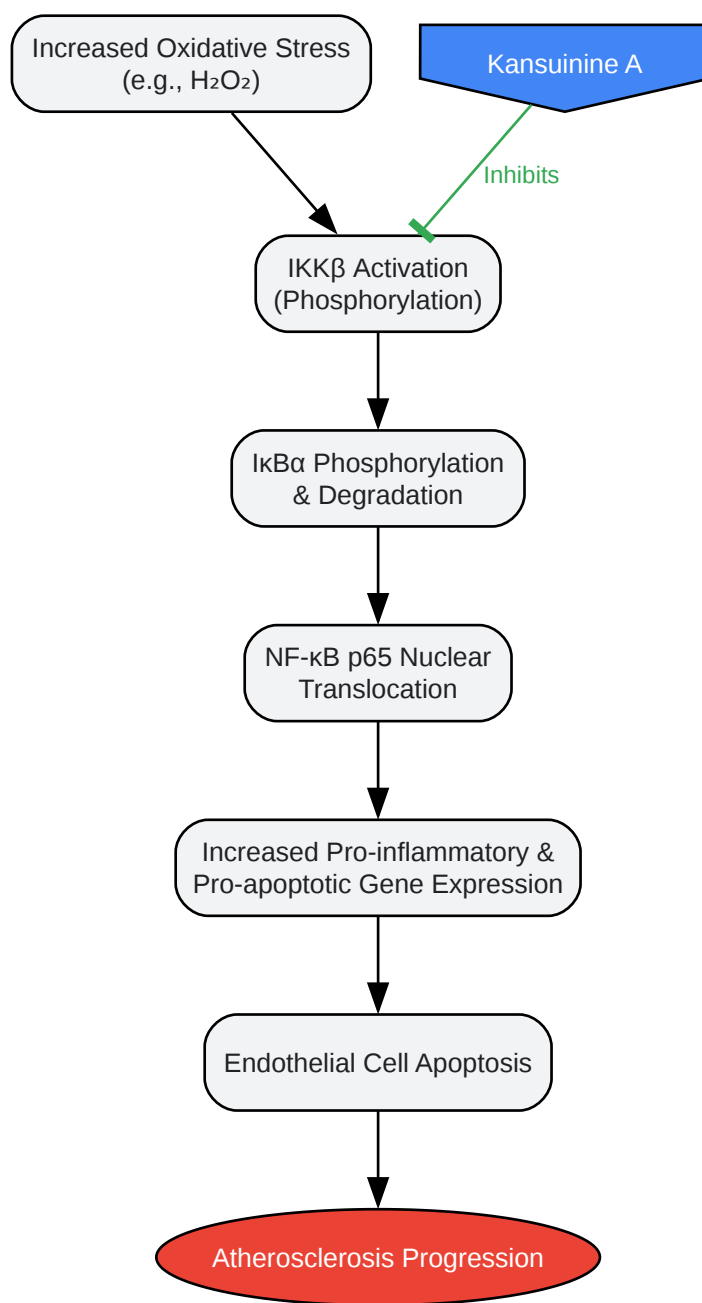 Increased Oxidative Stress
(e.g., H₂O₂)
Kansuinine A
Inhibits
IKKβ Activation
(Phosphorylation)
IκBα Phosphorylation
& Degradation
NF-κB p65 Nuclear
Translocation
Increased Pro-inflammatory &
Pro-apoptotic Gene Expression
Endothelial Cell Apoptosis
Atherosclerosis Progression